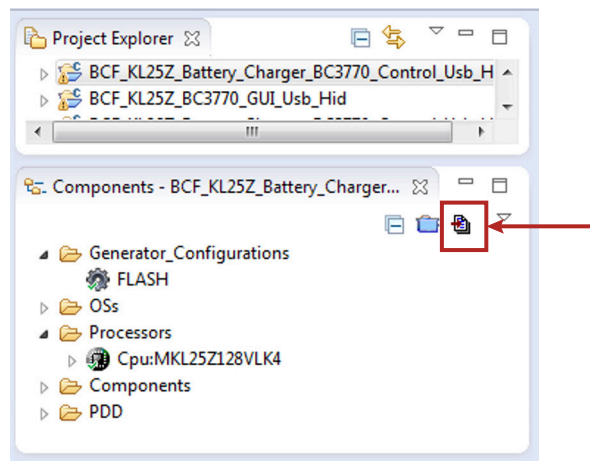 Project Explorer
BCF_KL25Z_Battery_Charger_BC3770_Control_Usb_H
BCF_KL25Z_BC3770_GUI_Usb_Hid
Components - BCF_KL25Z_Battery_Charger...
Generator_Configurations
FLASH
OSs
Processors
Cpu:MKL25Z128VLK4
Components
PDD